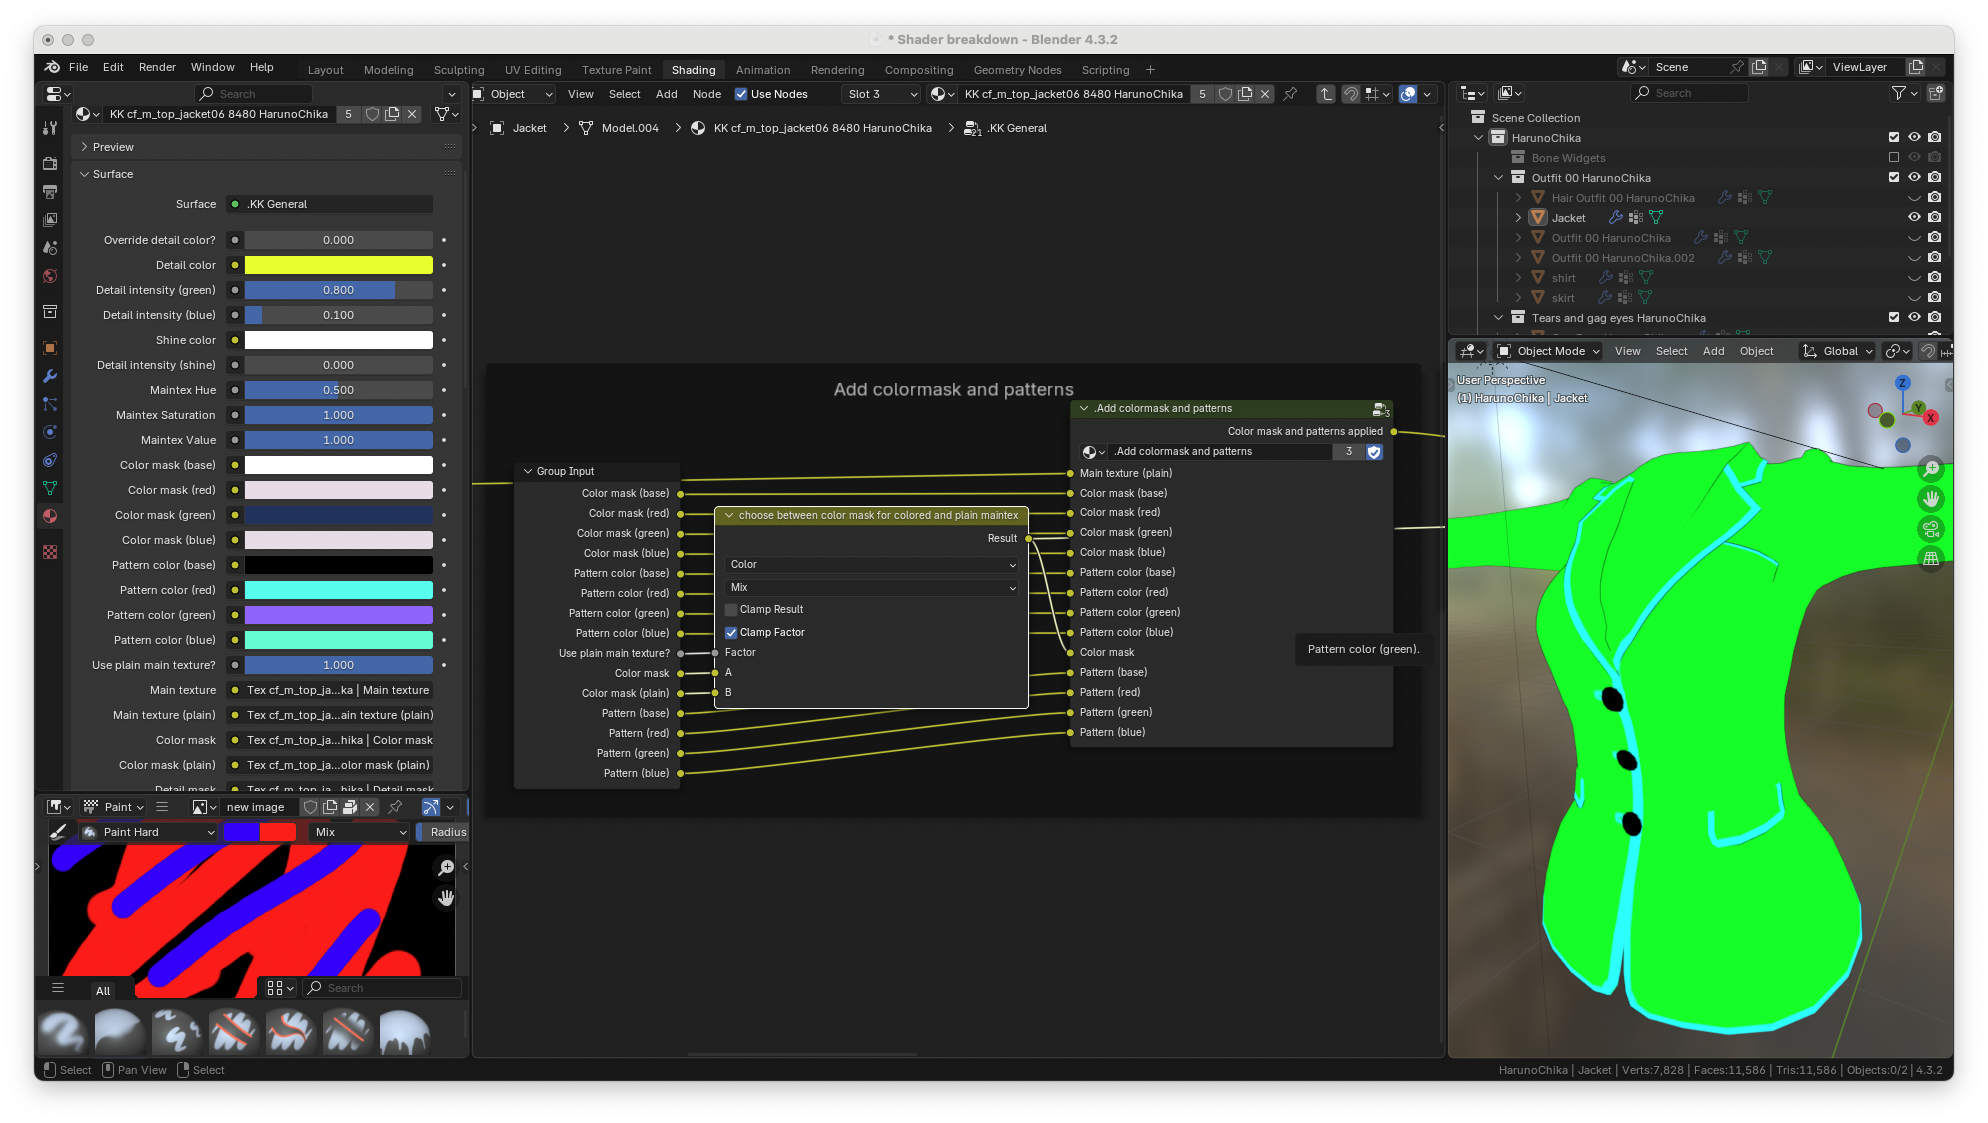 * Shader breakdown - Blender 4.3.2
File Edit Render Window Help
Layout Modeling Sculpting UV Editing Texture Paint Shading Animation Rendering Compositing Geometry Nodes Scripting +
Scene
ViewLayer
Search
Object View Select Add Node Use Nodes Slot 3 KK cf_m_top_jacket06 8480 HarunoChika 5
Search
KK cf_m_top_jacket06 8480 HarunoChika 5
Preview
Surface
Surface .KK General
Override detail color? 0.000
Detail color
Detail intensity (green) 0.800
Detail intensity (blue) 0.100
Shine color
Detail intensity (shine) 0.000
Maintex Hue 0.500
Maintex Saturation 1.000
Maintex Value 1.000
Color mask (base)
Color mask (red)
Color mask (green)
Color mask (blue)
Pattern color (base)
Pattern color (red)
Pattern color (green)
Pattern color (blue)
Use plain main texture? 1.000
Main texture Tex cf_m_top_ja...ka | Main texture
Main texture (plain) Tex cf_m_top_ja...ain texture (plain)
Color mask Tex cf_m_top_ja...hika | Color mask
Color mask (plain) Tex cf_m_top_ja...olor mask (plain)
Detail mask Tex cf_m_top_ja...hika | Detail mask
Paint new image
Paint Hard Mix Radius
All Search
Jacket > Model.004 > KK cf_m_top_jacket06 8480 HarunoChika > .KK General
Add colormask and patterns
Group Input
Color mask (base)
Color mask (red)
Color mask (green)
Color mask (blue)
Pattern color (base)
Pattern color (red)
Pattern color (green)
Pattern color (blue)
Use plain main texture?
Color mask
Color mask (plain)
Pattern (base)
Pattern (red)
Pattern (green)
Pattern (blue)
choose between color mask for colored and plain maintex
Result
Color
Mix
Clamp Result
Clamp Factor
Factor
A
B
.Add colormask and patterns
Color mask and patterns applied
.Add colormask and patterns 3
Main texture (plain)
Color mask (base)
Color mask (red)
Color mask (green)
Color mask (blue)
Pattern color (base)
Pattern color (red)
Pattern color (green)
Pattern color (blue)
Color mask
Pattern (base)
Pattern (red)
Pattern (green)
Pattern (blue)
Pattern color (green).
Scene Collection
HarunoChika
Bone Widgets
Outfit 00 HarunoChika
Hair Outfit 00 HarunoChika
Jacket
Outfit 00 HarunoChika
Outfit 00 HarunoChika.002
shirt
skirt
Tears and gag eyes HarunoChika
Object Mode View Select Add Object Global
User Perspective
(1) HarunoChika | Jacket
Z
Y
X
Select Pan View Select
HarunoChika | Jacket | Verts:7,828 | Faces:11,586 | Tris:11,586 | Objects:0/2 | 4.3.2